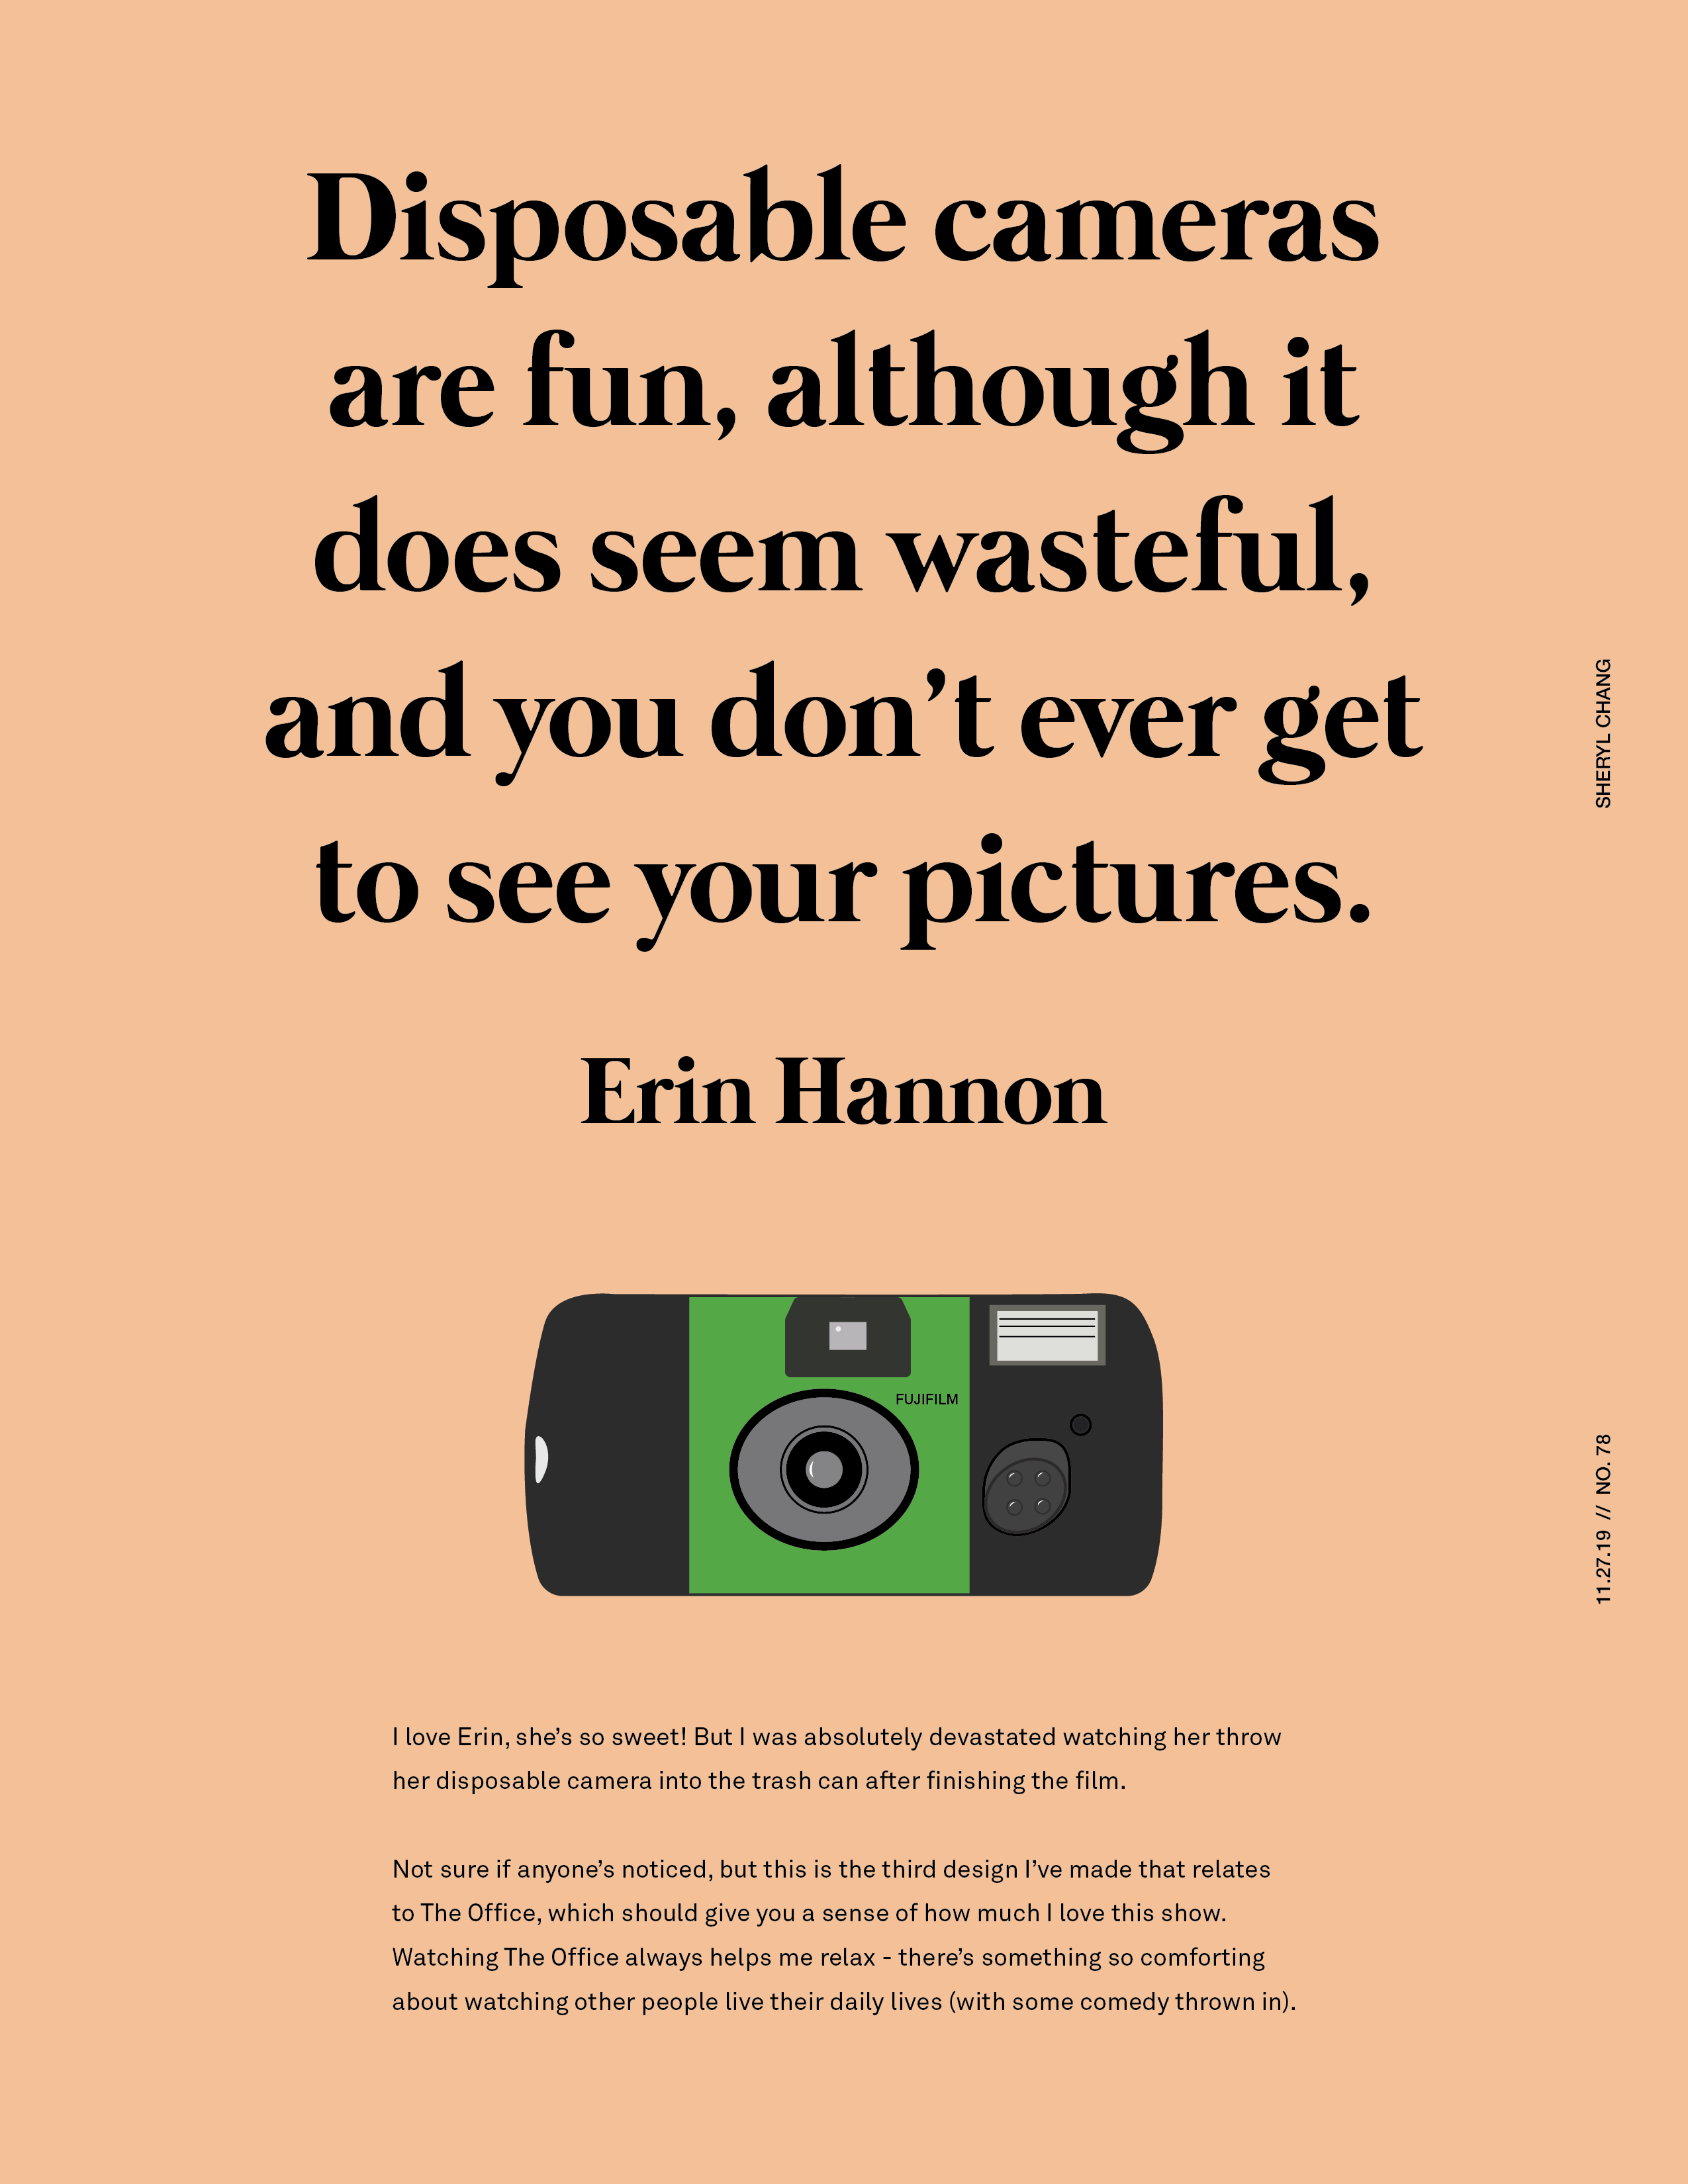 Disposable cameras
are fun, although it
does seem wasteful,
and you don’t ever get
to see your pictures.
Erin Hannon
SHERYL CHANG
FUJIFILM
11.27.19 // NO. 78
I love Erin, she’s so sweet! But I was absolutely devastated watching her throw
her disposable camera into the trash can after finishing the film.
Not sure if anyone’s noticed, but this is the third design I’ve made that relates
to The Office, which should give you a sense of how much I love this show.
Watching The Office always helps me relax - there’s something so comforting
about watching other people live their daily lives (with some comedy thrown in).